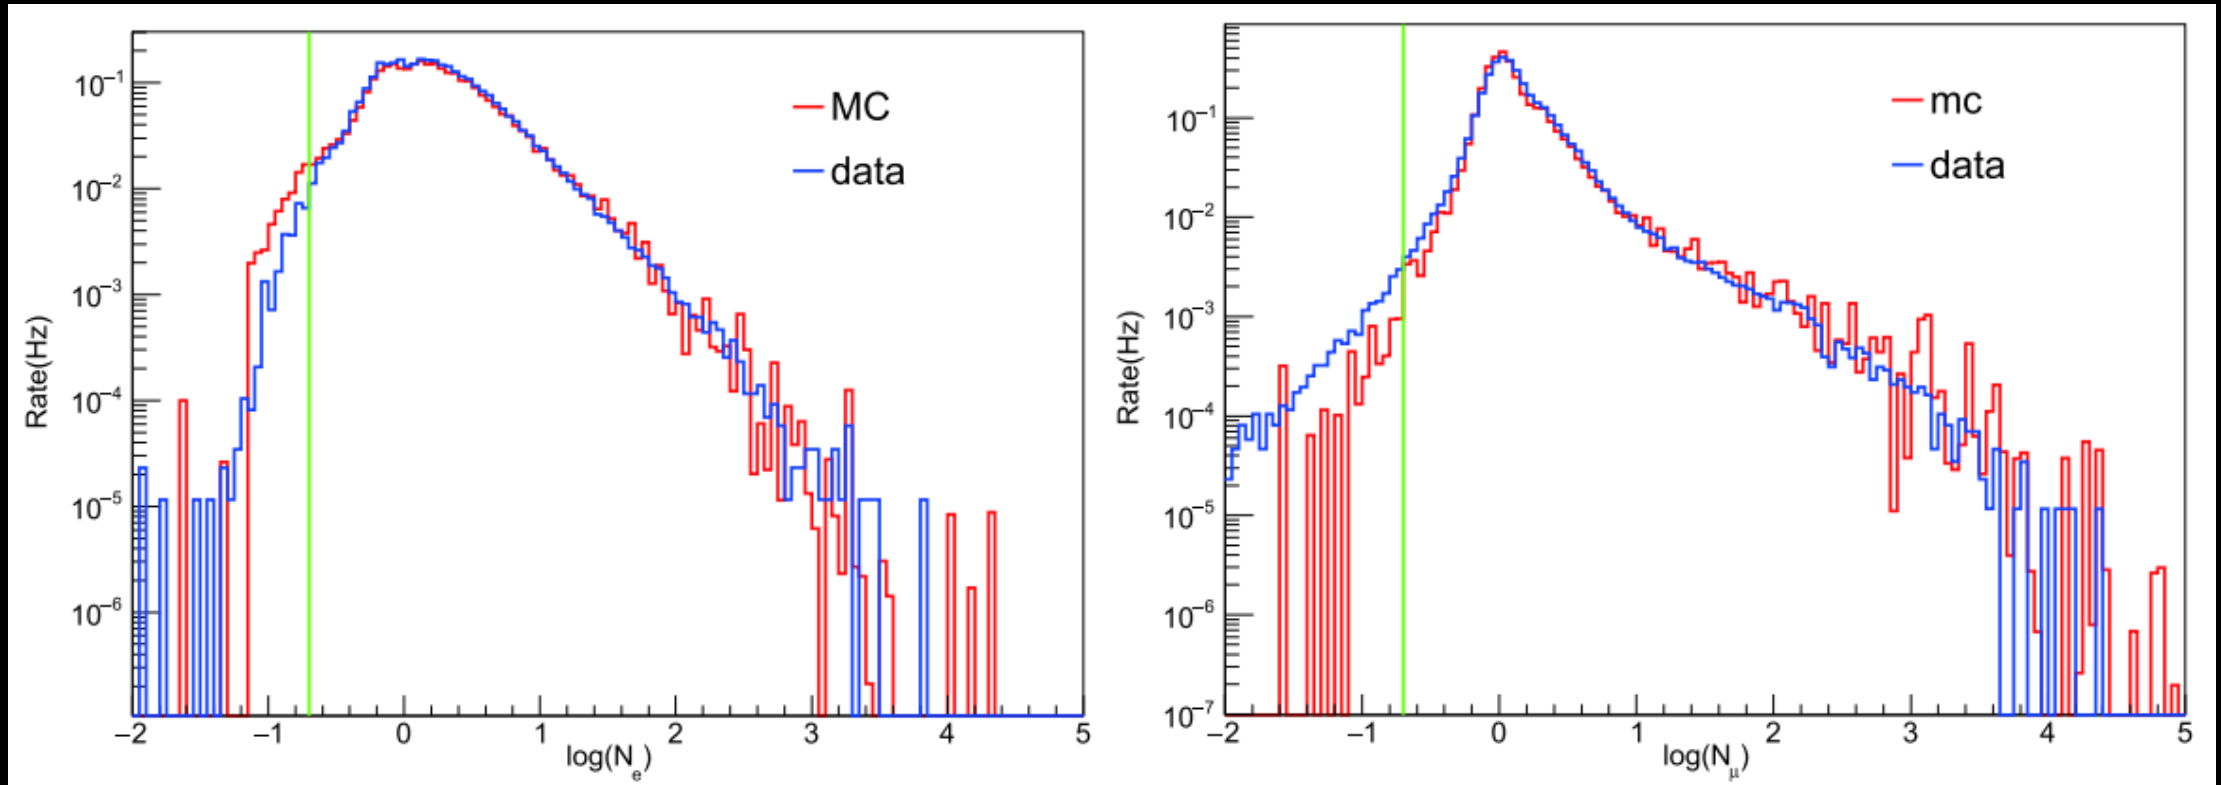 10⁻¹
10⁻²
10⁻³
10⁻⁴
10⁻⁵
10⁻⁶
Rate(Hz)
MC
data
−2 −1 0 1 2 3 4 5
log(Nₑ)
10⁻¹
10⁻²
10⁻³
10⁻⁴
10⁻⁵
10⁻⁶
10⁻⁷
Rate(Hz)
mc
data
−2 −1 0 1 2 3 4 5
log(N_μ)